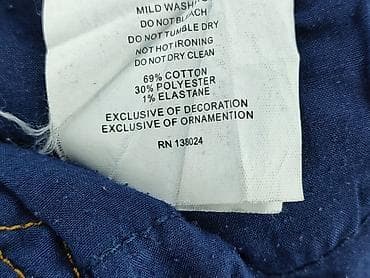 MILD WASHING
DO NOT BLEACH
DO NOT TUMBLE DRY
NOT HOT IRONING
DO NOT DRY CLEAN
69% COTTON
30% POLYESTER
1% ELASTANE
EXCLUSIVE OF DECORATION
EXCLUSIVE OF ORNAMENTION
RN 138024